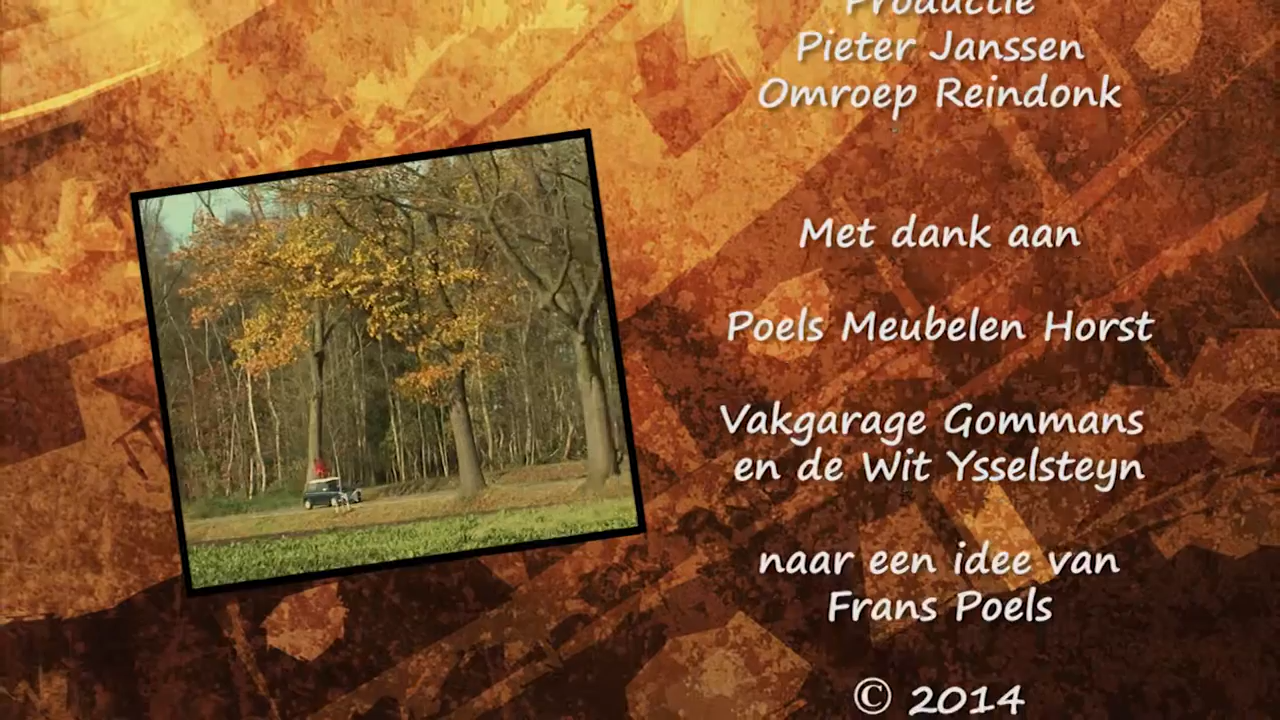 Productie
Pieter Janssen
Omroep Reindonk
Met dank aan
Poels Meubelen Horst
Vakgarage Gommans
en de Wit Ysselsteyn
naar een idee van
Frans Poels
© 2014